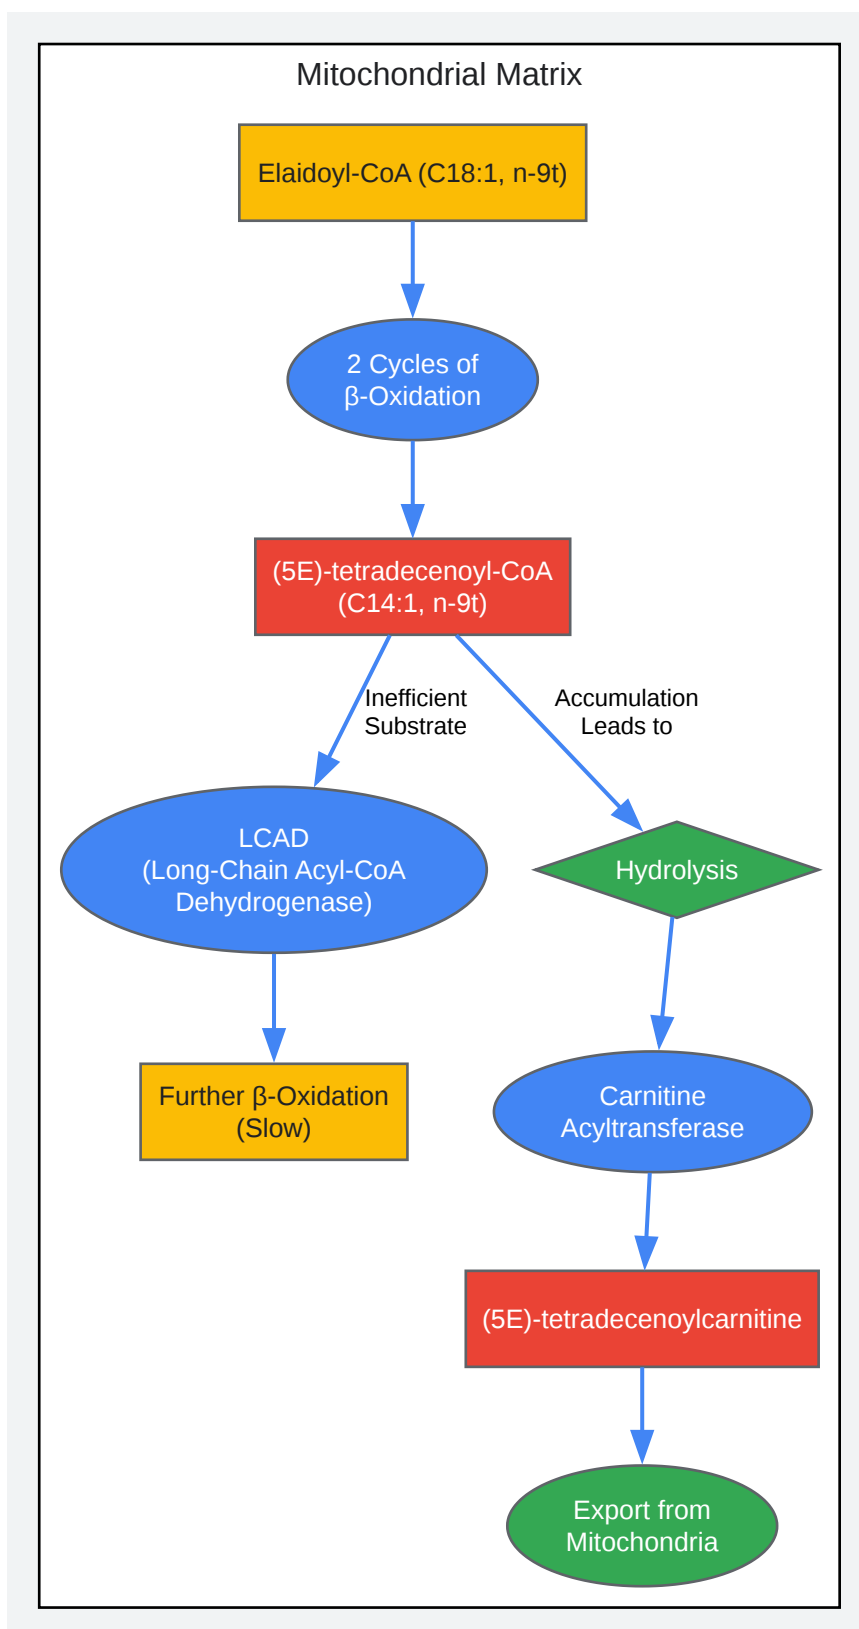 Mitochondrial Matrix
Elaidoyl-CoA (C18:1, n-9t)
2 Cycles of
β-Oxidation
(5E)-tetradecenoyl-CoA
(C14:1, n-9t)
Inefficient
Substrate
Accumulation
Leads to
LCAD
(Long-Chain Acyl-CoA
Dehydrogenase)
Hydrolysis
Further β-Oxidation
(Slow)
Carnitine
Acyltransferase
(5E)-tetradecenoylcarnitine
Export from
Mitochondria